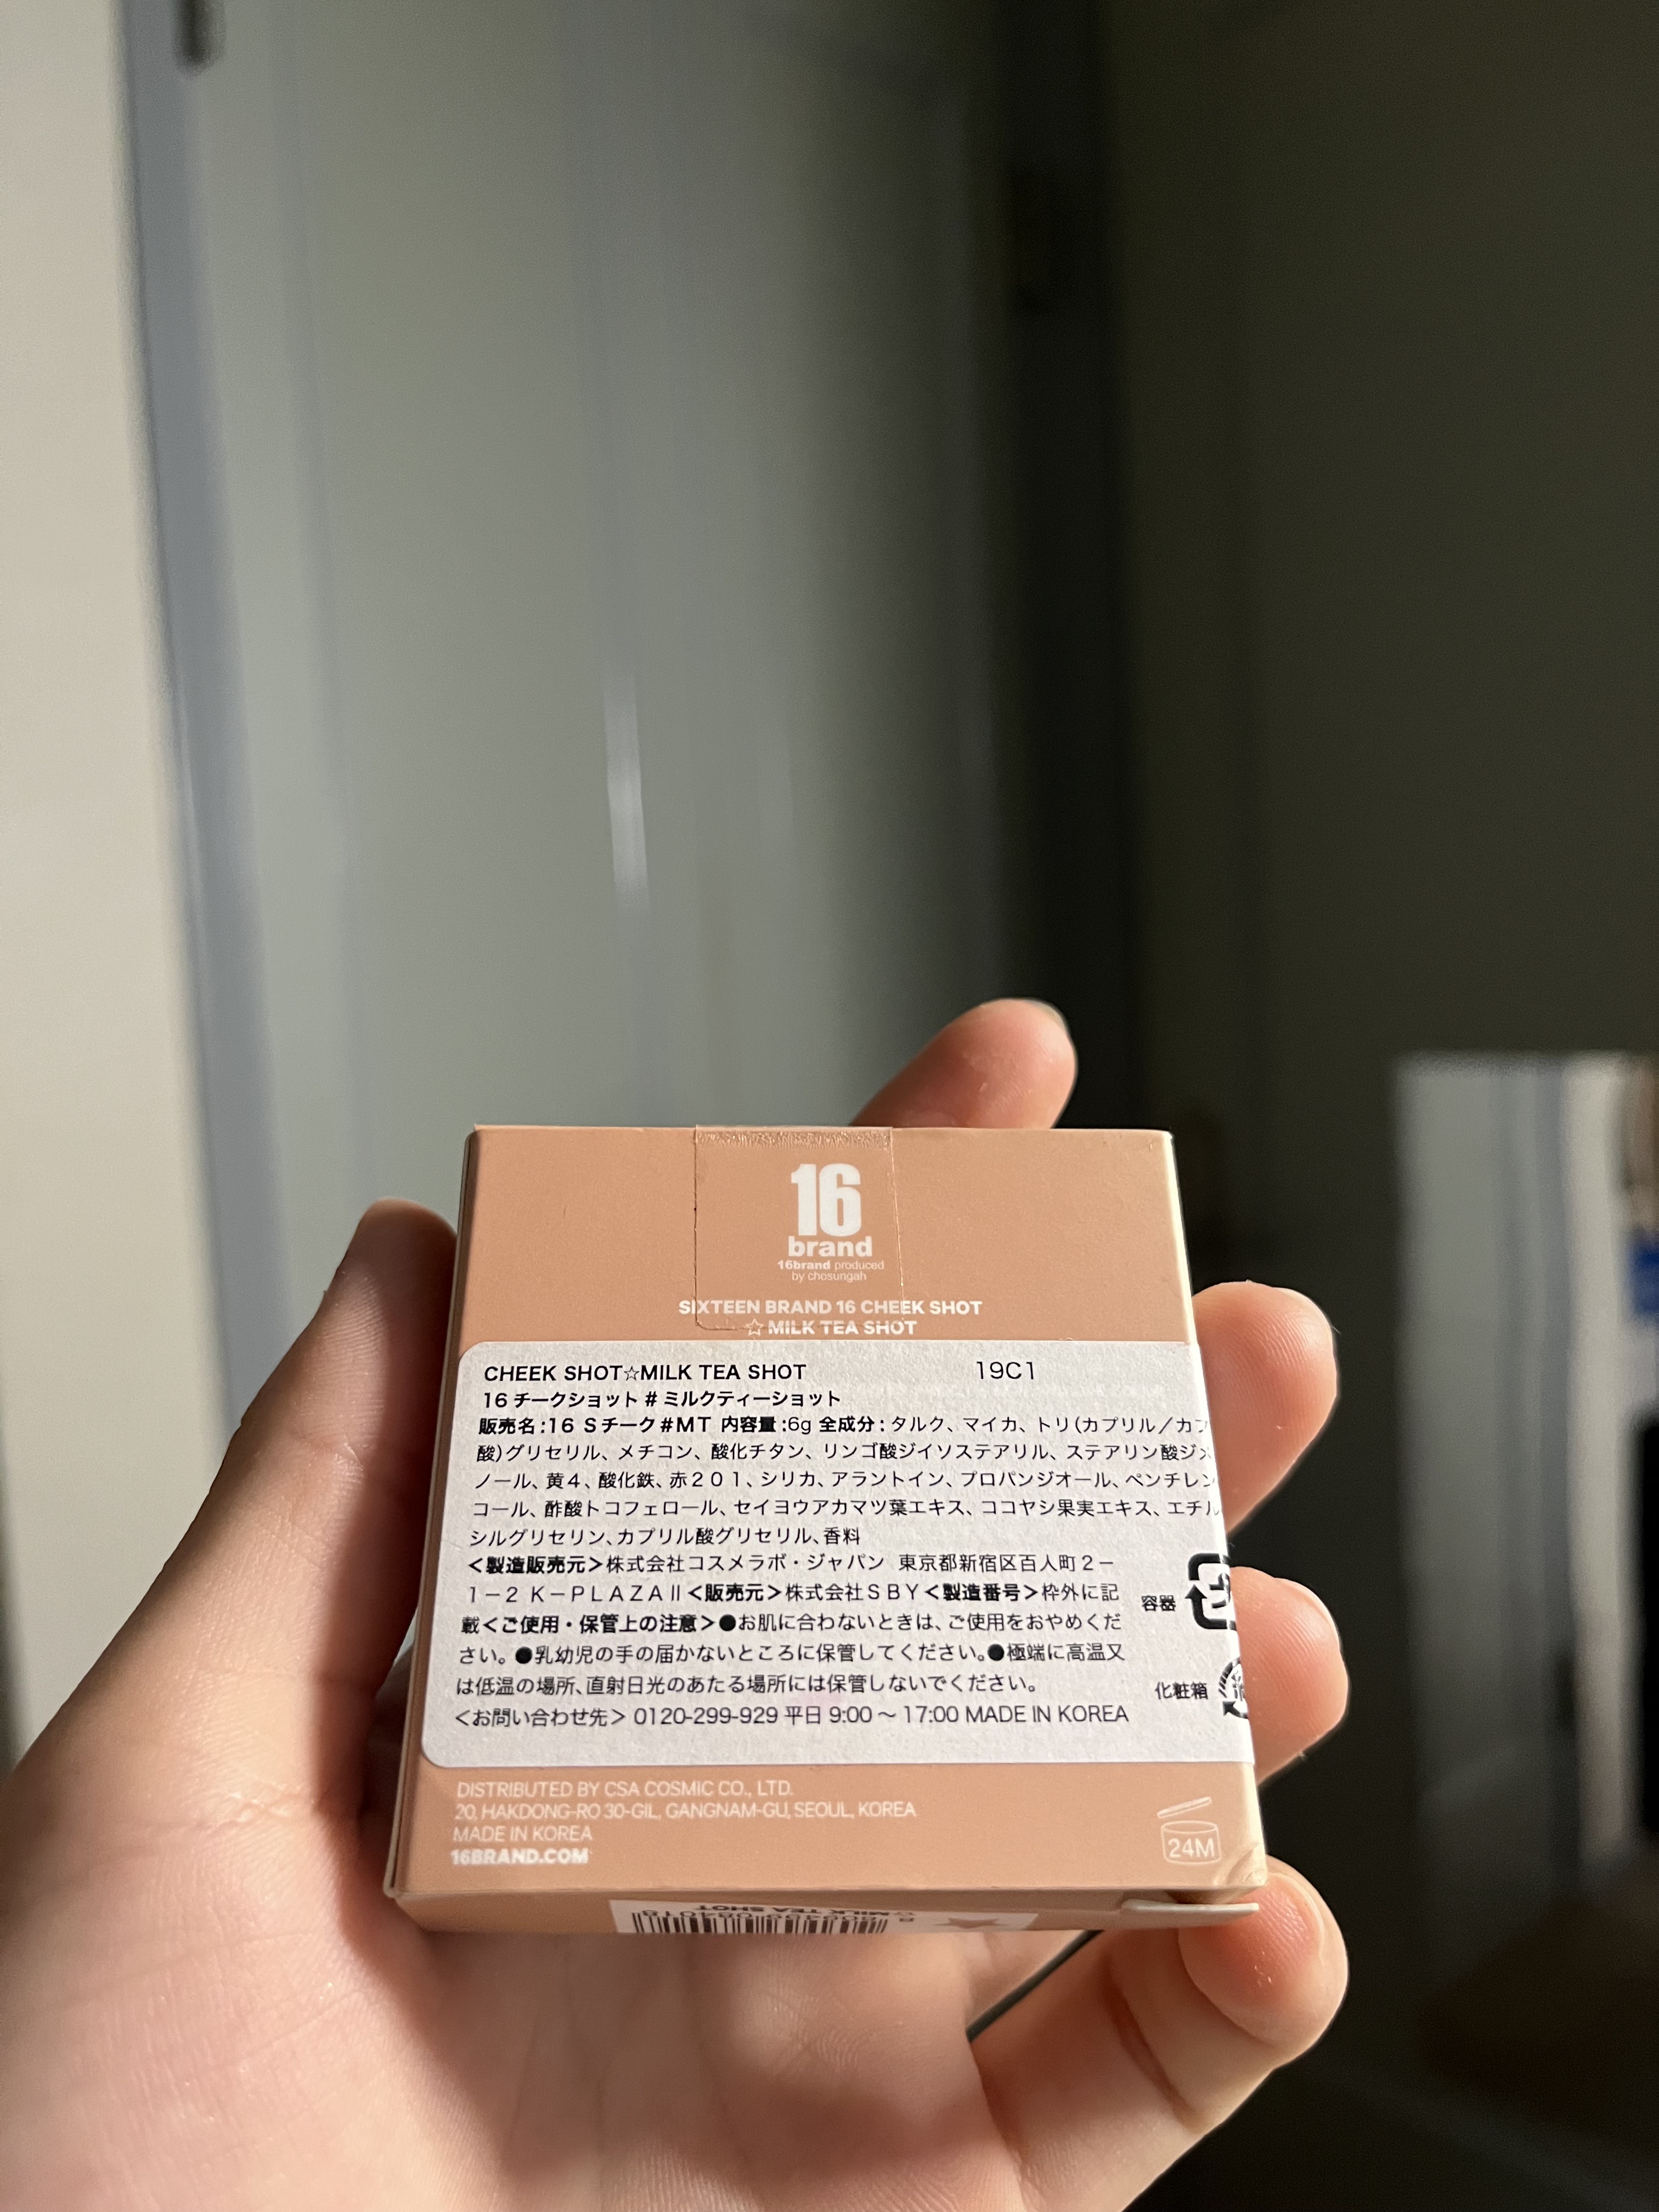 16
brand
16brand produced
by chosungah
SIXTEEN BRAND 16 CHEEK SHOT
☆MILK TEA SHOT
CHEEK SHOT☆MILK TEA SHOT 19C1
16 チークショット # ミルクティーショット
販売名:16 Sチーク#MT 内容量:6g 全成分:タルク、マイカ、トリ(カプリル/カプ
酸)グリセリル、メチコン、酸化チタン、リンゴ酸ジイソステアリル、ステアリン酸ジメ
ノール、黄4、酸化鉄、赤201、シリカ、アラントイン、プロパンジオール、ペンチレン
コール、酢酸トコフェロール、セイヨウアカマツ葉エキス、ココヤシ果実エキス、エチル
シルグリセリン、カプリル酸グリセリル、香料
<製造販売元>株式会社コスメラボ・ジャパン 東京都新宿区百人町2-
1-2 K-PLAZAⅡ<販売元>株式会社SBY<製造番号>枠外に記
載<ご使用・保管上の注意>●お肌に合わないときは、ご使用をおやめくだ
さい。●乳幼児の手の届かないところに保管してください。●極端に高温又
は低温の場所、直射日光のあたる場所には保管しないでください。
<お問い合わせ先> 0120-299-929 平日 9:00 ~ 17:00 MADE IN KOREA
容器
化粧箱
DISTRIBUTED BY CSA COSMIC CO., LTD.
20, HAKDONG-RO 30-GIL, GANGNAM-GU, SEOUL, KOREA
MADE IN KOREA
16BRAND.COM
24M
☆MILK TEA SHOT